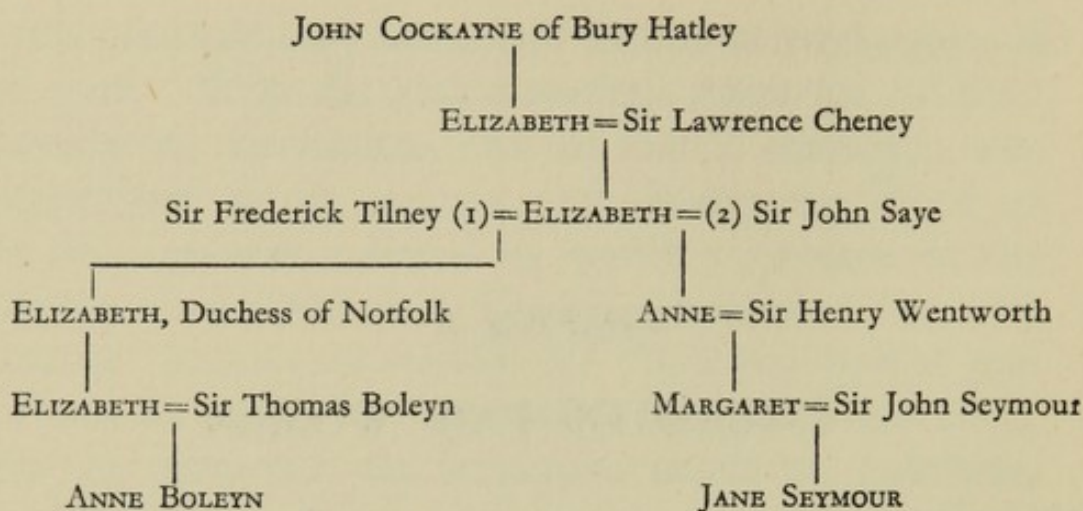 JOHN COCKAYNE of Bury Hatley
ELIZABETH = Sir Lawrence Cheney
Sir Frederick Tilney (1) = ELIZABETH = (2) Sir John Saye
ELIZABETH, Duchess of Norfolk
ANNE = Sir Henry Wentworth
ELIZABETH = Sir Thomas Boleyn
MARGARET = Sir John Seymour
ANNE BOLEYN
JANE SEYMOUR